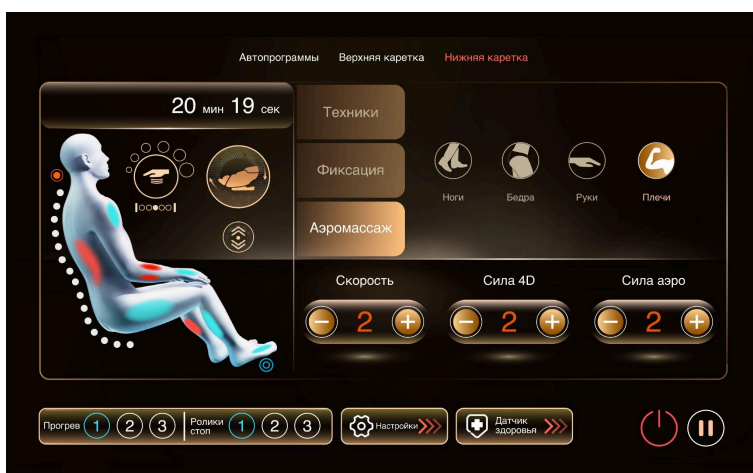 Автопрограммы Верхняя каретка Нижняя каретка
20 мин 19 сек
Техники
Фиксация
Аэромассаж
Ноги Бедра Руки Плечи
Скорость Сила 4D Сила аэро
2 2 2
Прогрев 1 2 3 Ролики стоп 1 2 3 Настройки Датчик здоровья